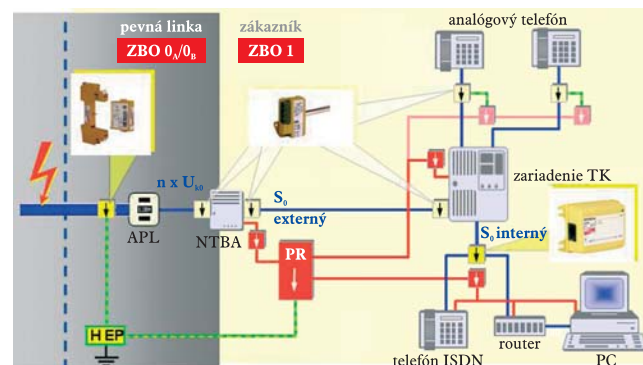 pevná linka
ZBO 0A/0B
zákazník
ZBO 1
analógový telefón
zariadenie TK
n x Uk0
S0
externý
APL
NTBA
S0 interný
PR
HEP
telefón ISDN
router
PC